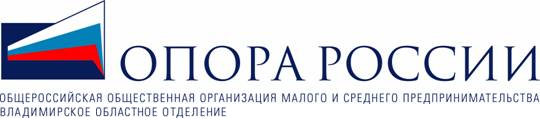 ОПОРА РОССИИ
ОБЩЕРОССИЙСКАЯ ОБЩЕСТВЕННАЯ ОРГАНИЗАЦИЯ МАЛОГО И СРЕДНЕГО ПРЕДПРИНИМАТЕЛЬСТВА
ВЛАДИМИРСКОЕ ОБЛАСТНОЕ ОТДЕЛЕНИЕ